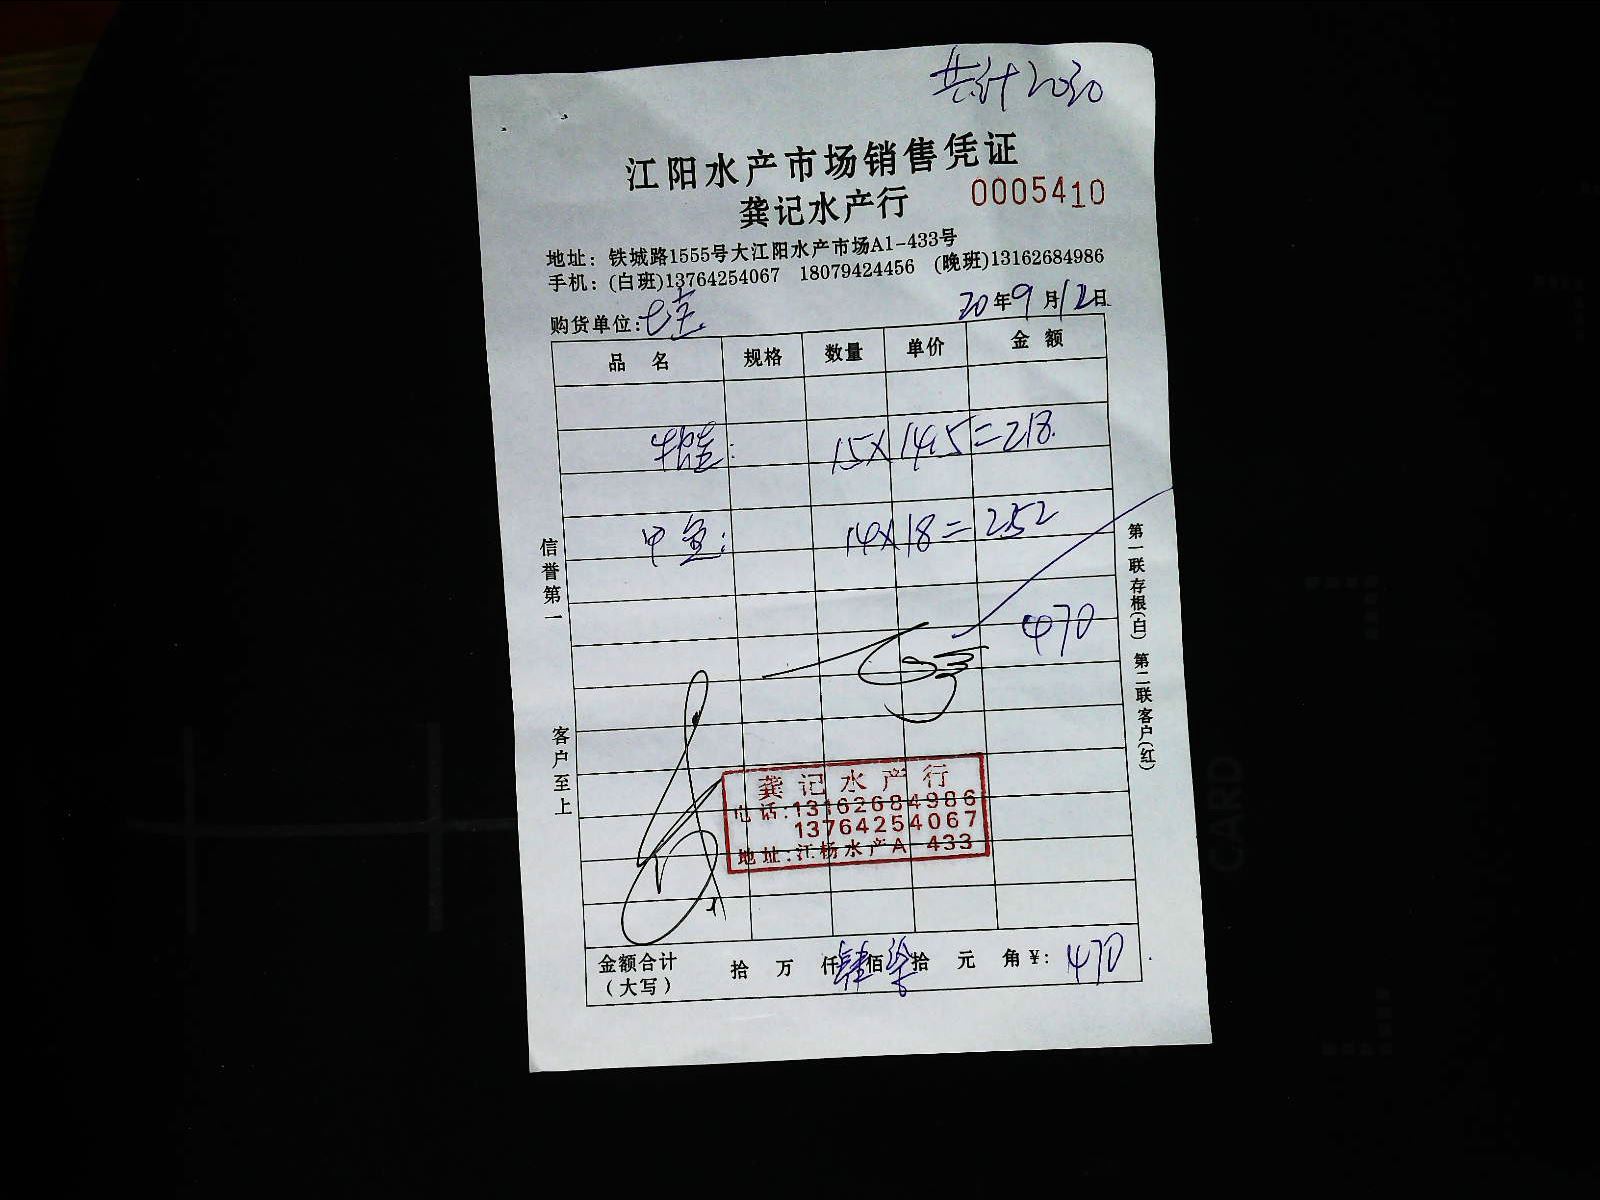 共计2030
江阳水产市场销售凭证
龚记水产行 0005410
地址：铁城路1555号大江阳水产市场A1-433号
手机：(白班)13764254067 18079424456 (晚班)13162684986
购货单位: 20年9月12日
品名 规格 数量 单价 金额
15×14.5=218.
甲鱼: 14×18=252
470
信誉第一 客户至上
第一联存根(白) 第二联客户(红)
龚记水产行
电话:13162684986
13764254067
地址:江杨水产A-433
金额合计 拾 万 仟肆佰柒拾 元 角¥: 470
（大写）